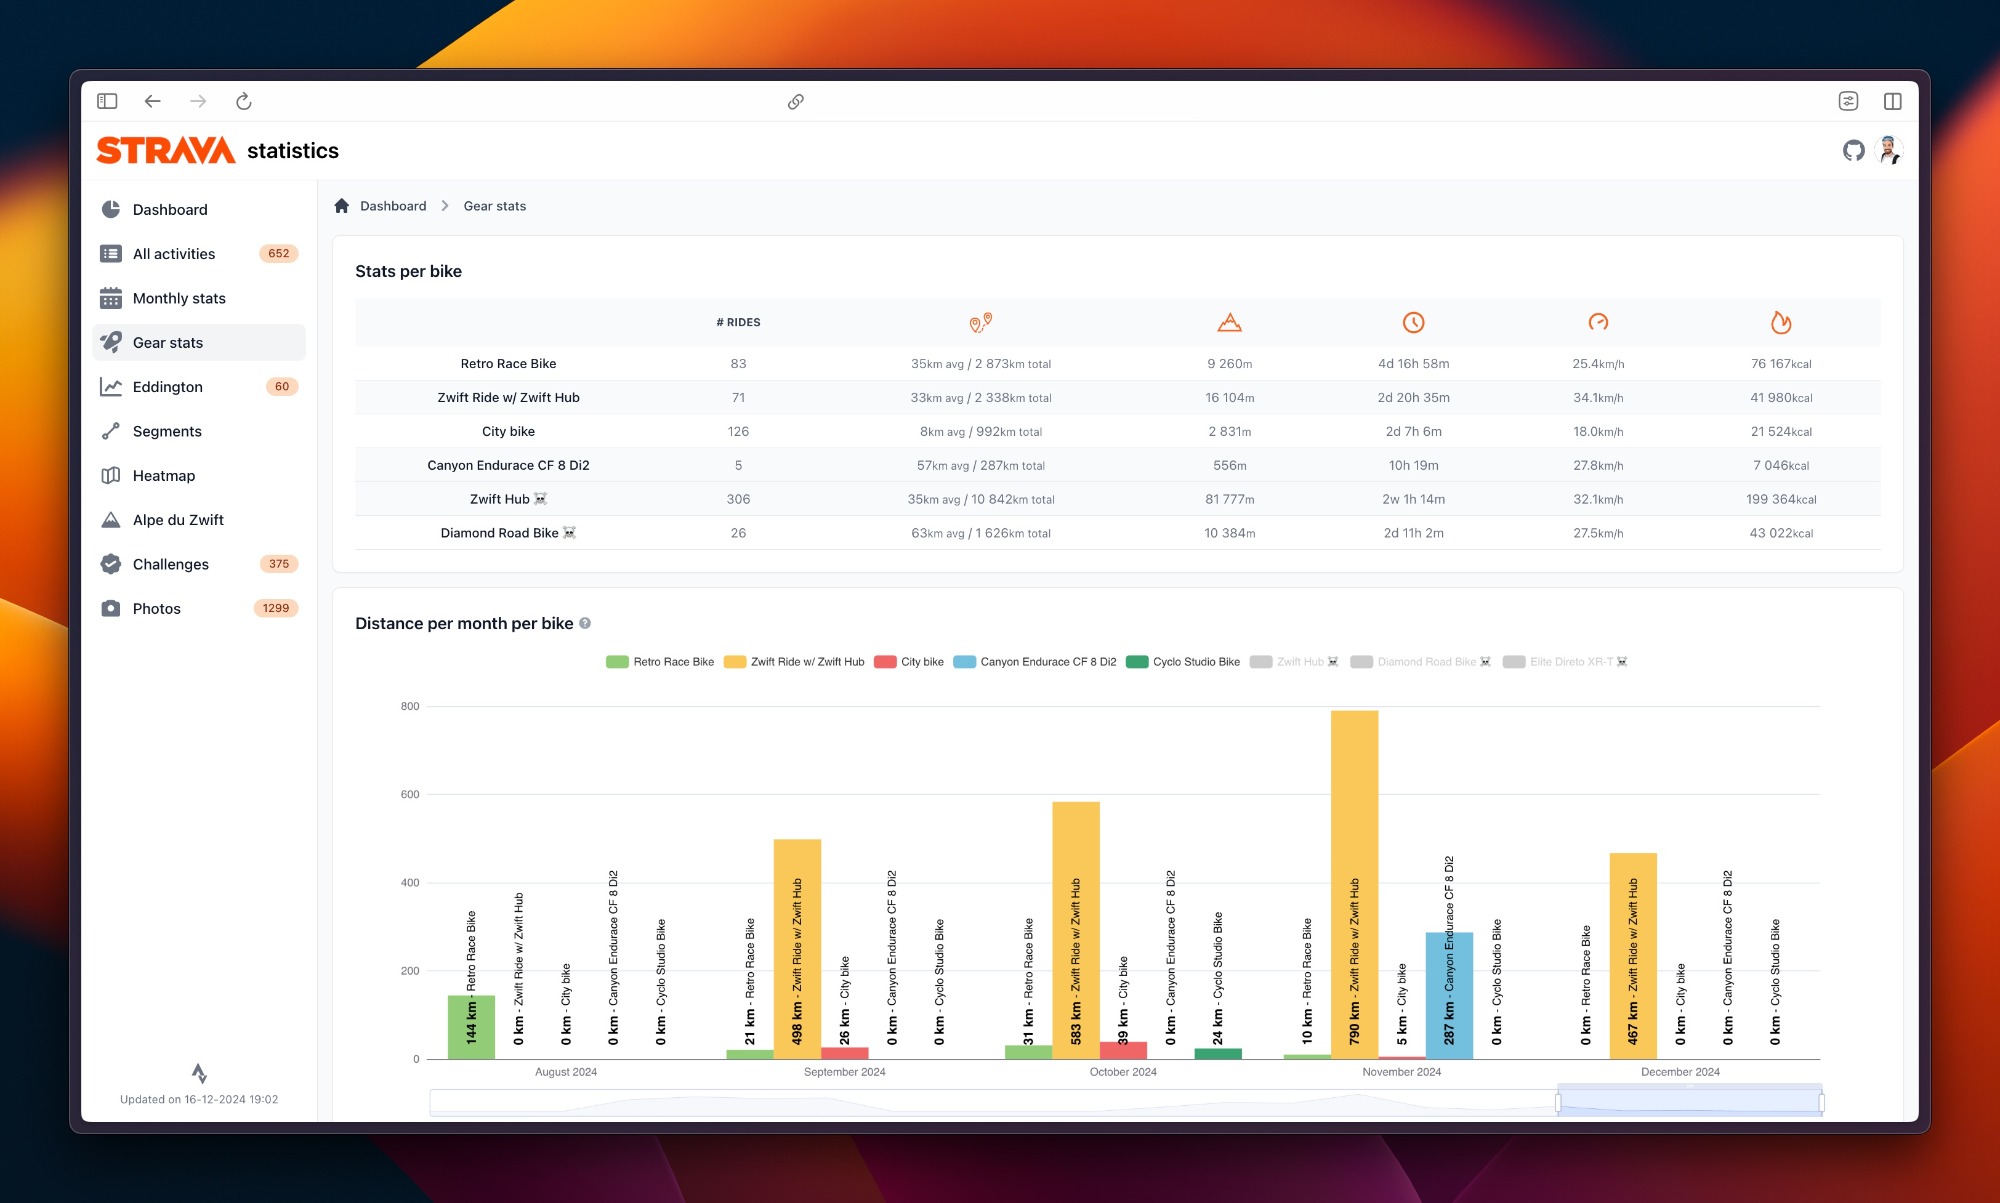 STRAVA statistics
Dashboard
All activities 652
Monthly stats
Gear stats
Eddington 60
Segments
Heatmap
Alpe du Zwift
Challenges 375
Photos 1299
Updated on 16-12-2024 19:02
Dashboard Gear stats
Stats per bike
# RIDES
Retro Race Bike 83 35km avg / 2 873km total 9 260m 4d 16h 58m 25.4km/h 76 167kcal
Zwift Ride w/ Zwift Hub 71 33km avg / 2 338km total 16 104m 2d 20h 35m 34.1km/h 41 980kcal
City bike 126 8km avg / 992km total 2 831m 2d 7h 6m 18.0km/h 21 524kcal
Canyon Endurace CF 8 Di2 5 57km avg / 287km total 556m 10h 19m 27.8km/h 7 046kcal
Zwift Hub ☠️ 306 35km avg / 10 842km total 81 777m 2w 1h 14m 32.1km/h 199 364kcal
Diamond Road Bike ☠️ 26 63km avg / 1 626km total 10 384m 2d 11h 2m 27.5km/h 43 022kcal
Distance per month per bike ?
Retro Race Bike Zwift Ride w/ Zwift Hub City bike Canyon Endurace CF 8 Di2 Cyclo Studio Bike Zwift Hub ☠️ Diamond Road Bike ☠️ Elite Direto XR-T ☠️
800
600
400
200
0
144 km - Retro Race Bike
0 km - Zwift Ride w/ Zwift Hub
0 km - City bike
0 km - Canyon Endurace CF 8 Di2
0 km - Cyclo Studio Bike
21 km - Retro Race Bike
498 km - Zwift Ride w/ Zwift Hub
26 km - City bike
0 km - Canyon Endurace CF 8 Di2
0 km - Cyclo Studio Bike
31 km - Retro Race Bike
583 km - Zwift Ride w/ Zwift Hub
39 km - City bike
0 km - Canyon Endurace CF 8 Di2
24 km - Cyclo Studio Bike
10 km - Retro Race Bike
790 km - Zwift Ride w/ Zwift Hub
5 km - City bike
287 km - Canyon Endurace CF 8 Di2
0 km - Cyclo Studio Bike
0 km - Retro Race Bike
467 km - Zwift Ride w/ Zwift Hub
0 km - City bike
0 km - Canyon Endurace CF 8 Di2
0 km - Cyclo Studio Bike
August 2024 September 2024 October 2024 November 2024 December 2024